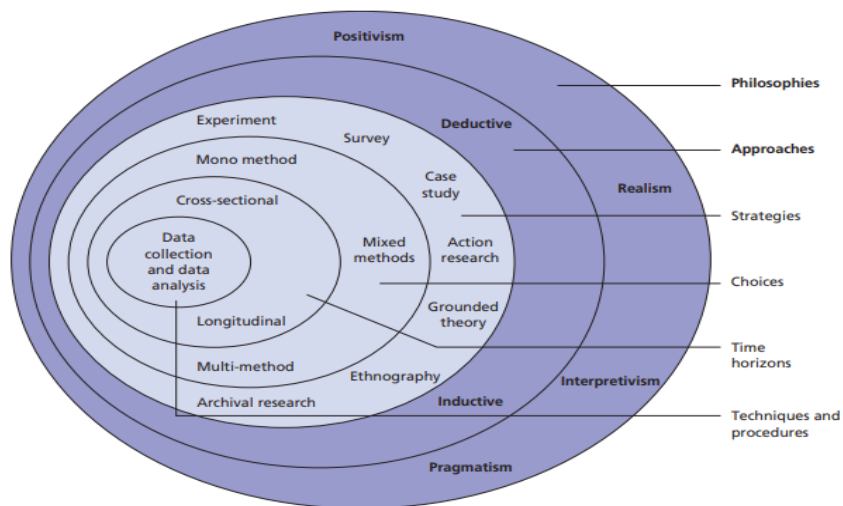 Positivism
Philosophies
Experiment
Survey
Deductive
Approaches
Mono method
Case
study
Realism
Cross-sectional
Strategies
Data
collection
and data
analysis
Mixed
methods
Action
research
Choices
Longitudinal
Grounded
theory
Time
horizons
Multi-method
Ethnography
Interpretivism
Archival research
Inductive
Techniques and
procedures
Pragmatism